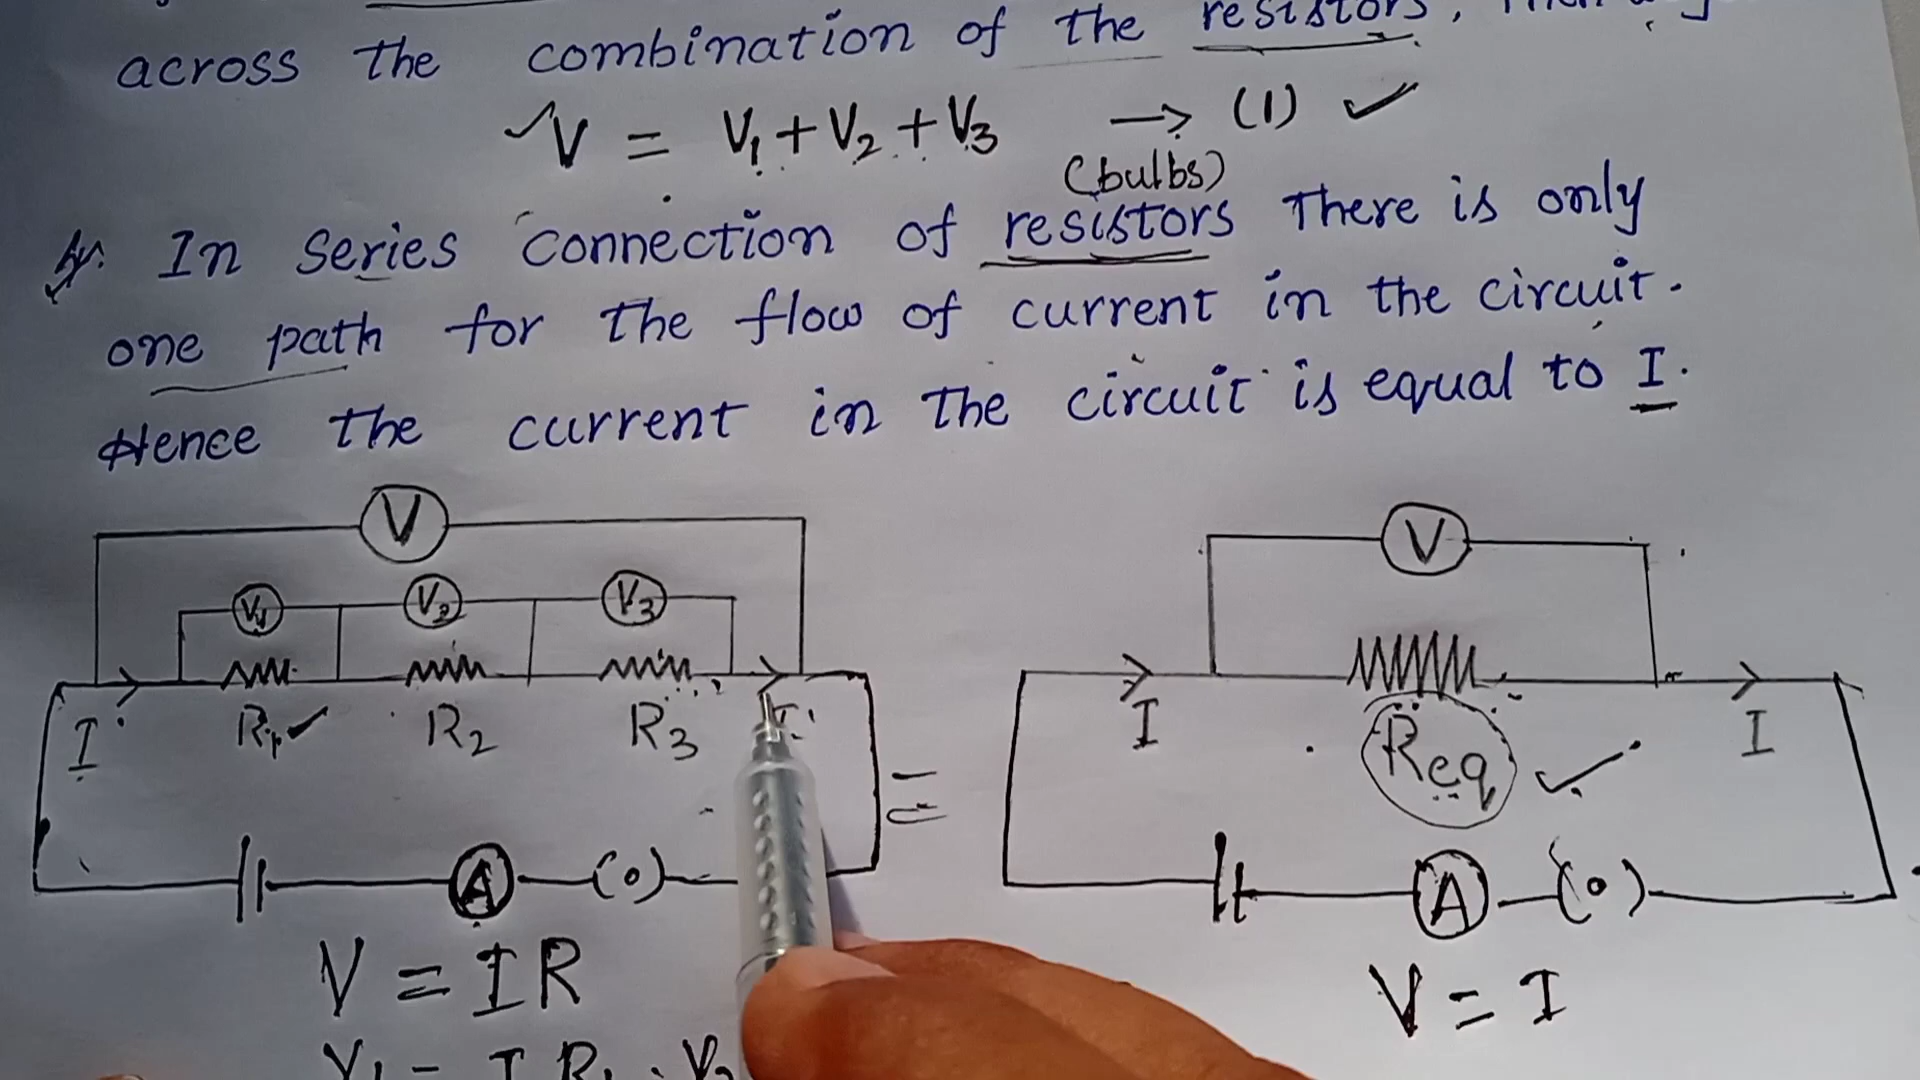 across the combination of the resistors,
V = V1 + V2 + V3 → (1) ✓
(bulbs)
In series connection of resistors There is only
one path for the flow of current in the circuit.
Hence the current in the circuit is equal to I.
V V
V1 V2 V3
I R1 ✓ R2 R3 I = I Req ✓ I
A (o) A (o)
V = IR V = I
V1 = I R1